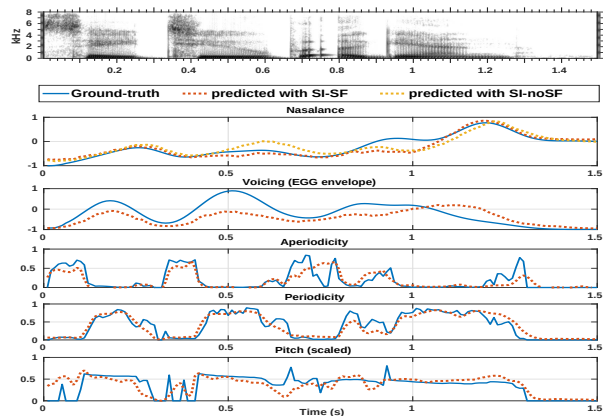 8
6
4
2
0
kHz
0.2 0.4 0.6 0.8 1 1.2 1.4
Ground-truth predicted with SI-SF predicted with SI-noSF
Nasalance
1
0
-1
0 0.5 1 1.5
Voicing (EGG envelope)
1
0
-1
0 0.5 1 1.5
Aperiodicity
1
0.5
0
0 0.5 1 1.5
Periodicity
1
0.5
0
0 0.5 1 1.5
Pitch (scaled)
1
0.5
0
0 0.5 1 1.5
Time (s)